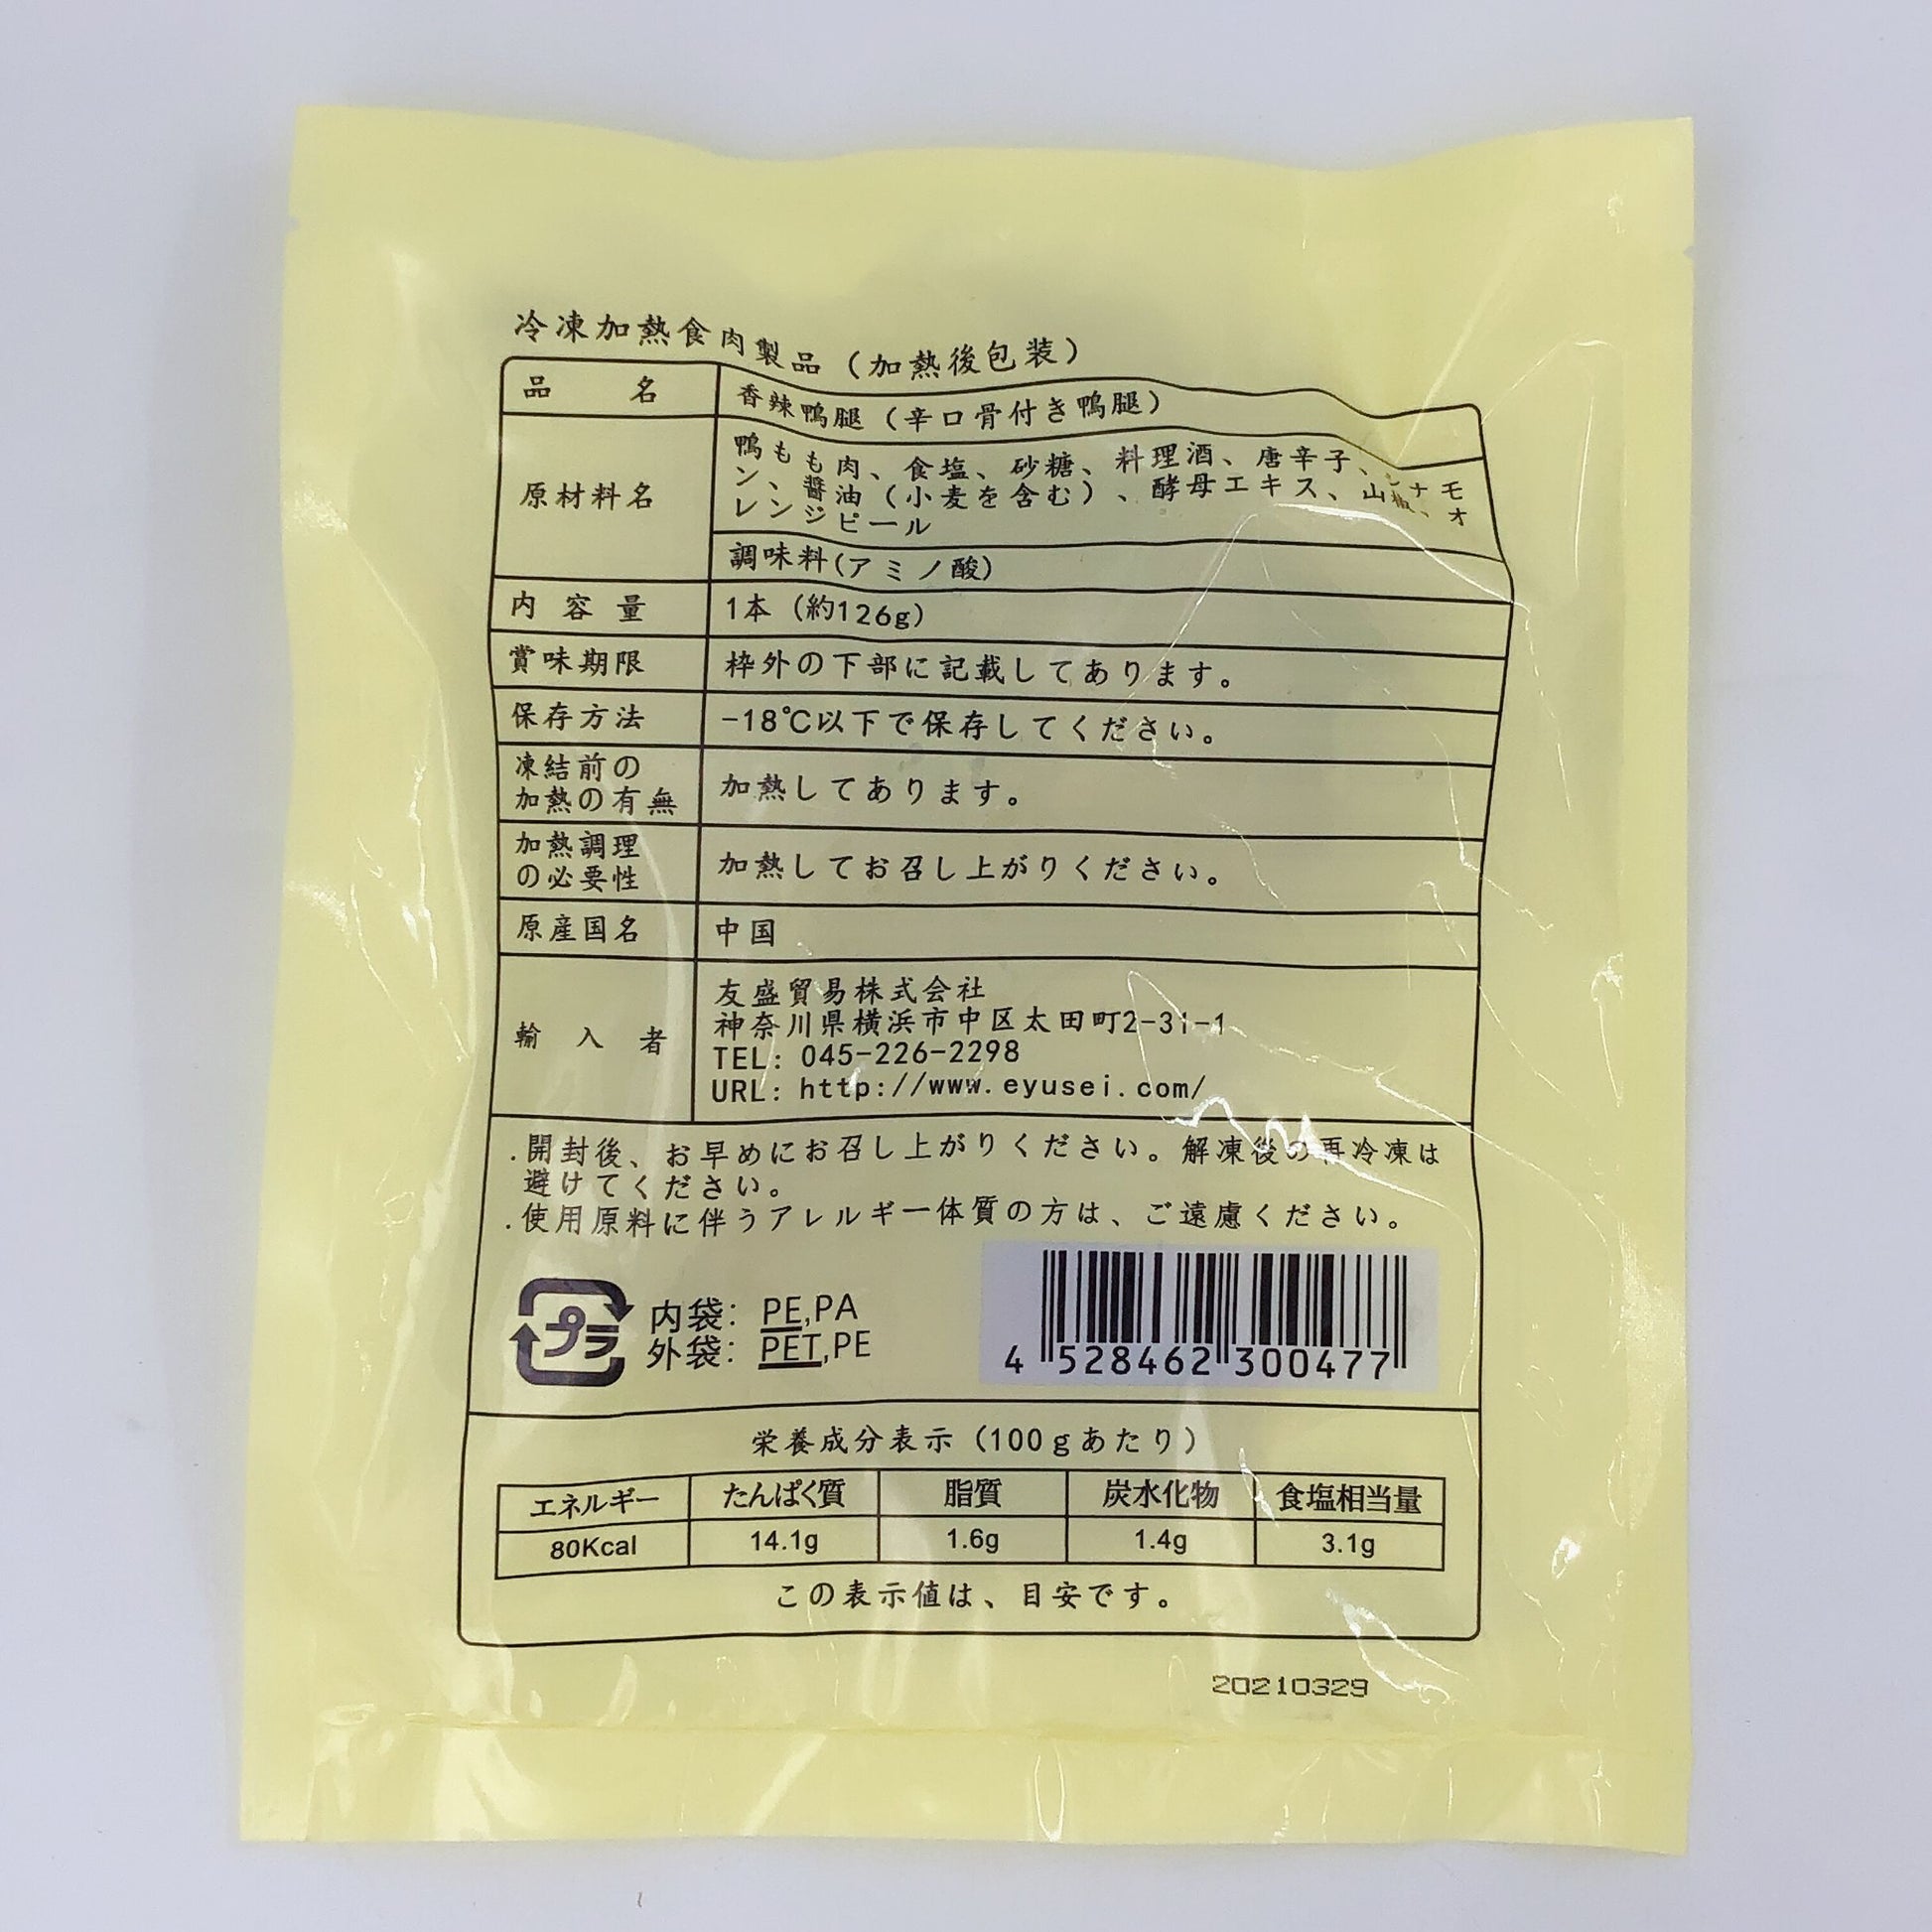 冷凍加熱食肉製品（加熱後包装）
品名 香辣鴨腿（辛口骨付き鴨腿）
原材料名
鴨もも肉、食塩、砂糖、料理酒、唐辛子、シナモ
ン、醤油（小麦を含む）、酵母エキス、山椒、オ
レンジピール
調味料(アミノ酸)
内容量 1本（約126g）
賞味期限 枠外の下部に記載してあります。
保存方法 -18℃以下で保存してください。
凍結前の
加熱の有無
加熱してあります。
加熱調理
の必要性
加熱してお召し上がりください。
原産国名 中国
輸入者
友盛貿易株式会社
神奈川県横浜市中区太田町2-31-1
TEL: 045-226-2298
URL: http://www.eyusei.com/
.開封後、お早めにお召し上がりください。解凍後の再冷凍は
避けてください。
.使用原料に伴うアレルギー体質の方は、ご遠慮ください。
プラ
内袋: PE,PA
外袋: PET,PE
4 528462 300477
栄養成分表示（100gあたり）
エネルギー たんぱく質 脂質 炭水化物 食塩相当量
80Kcal 14.1g 1.6g 1.4g 3.1g
この表示値は、目安です。
20210329